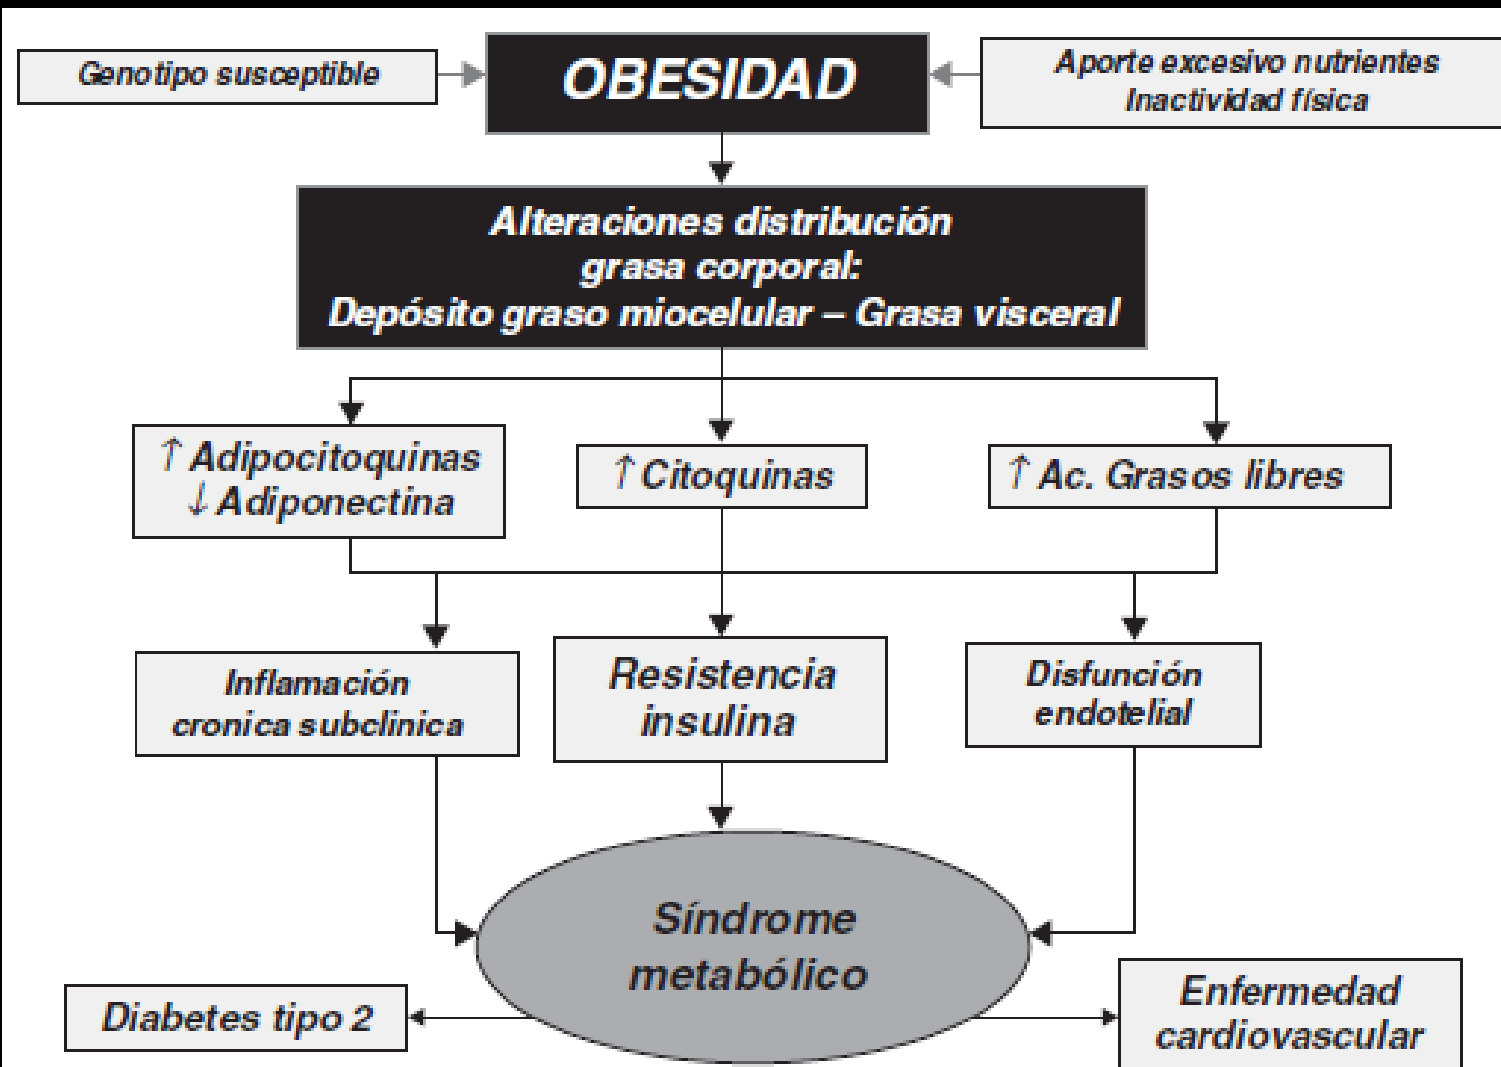 Genotipo susceptible
OBESIDAD
Aporte excesivo nutrientes
Inactividad física
Alteraciones distribución
grasa corporal:
Depósito graso miocelular – Grasa visceral
↑ Adipocitoquinas
↓ Adiponectina
↑ Citoquinas
↑ Ac. Grasos libres
Inflamación
cronica subclinica
Resistencia
insulina
Disfunción
endotelial
Síndrome
metabólico
Diabetes tipo 2
Enfermedad
cardiovascular